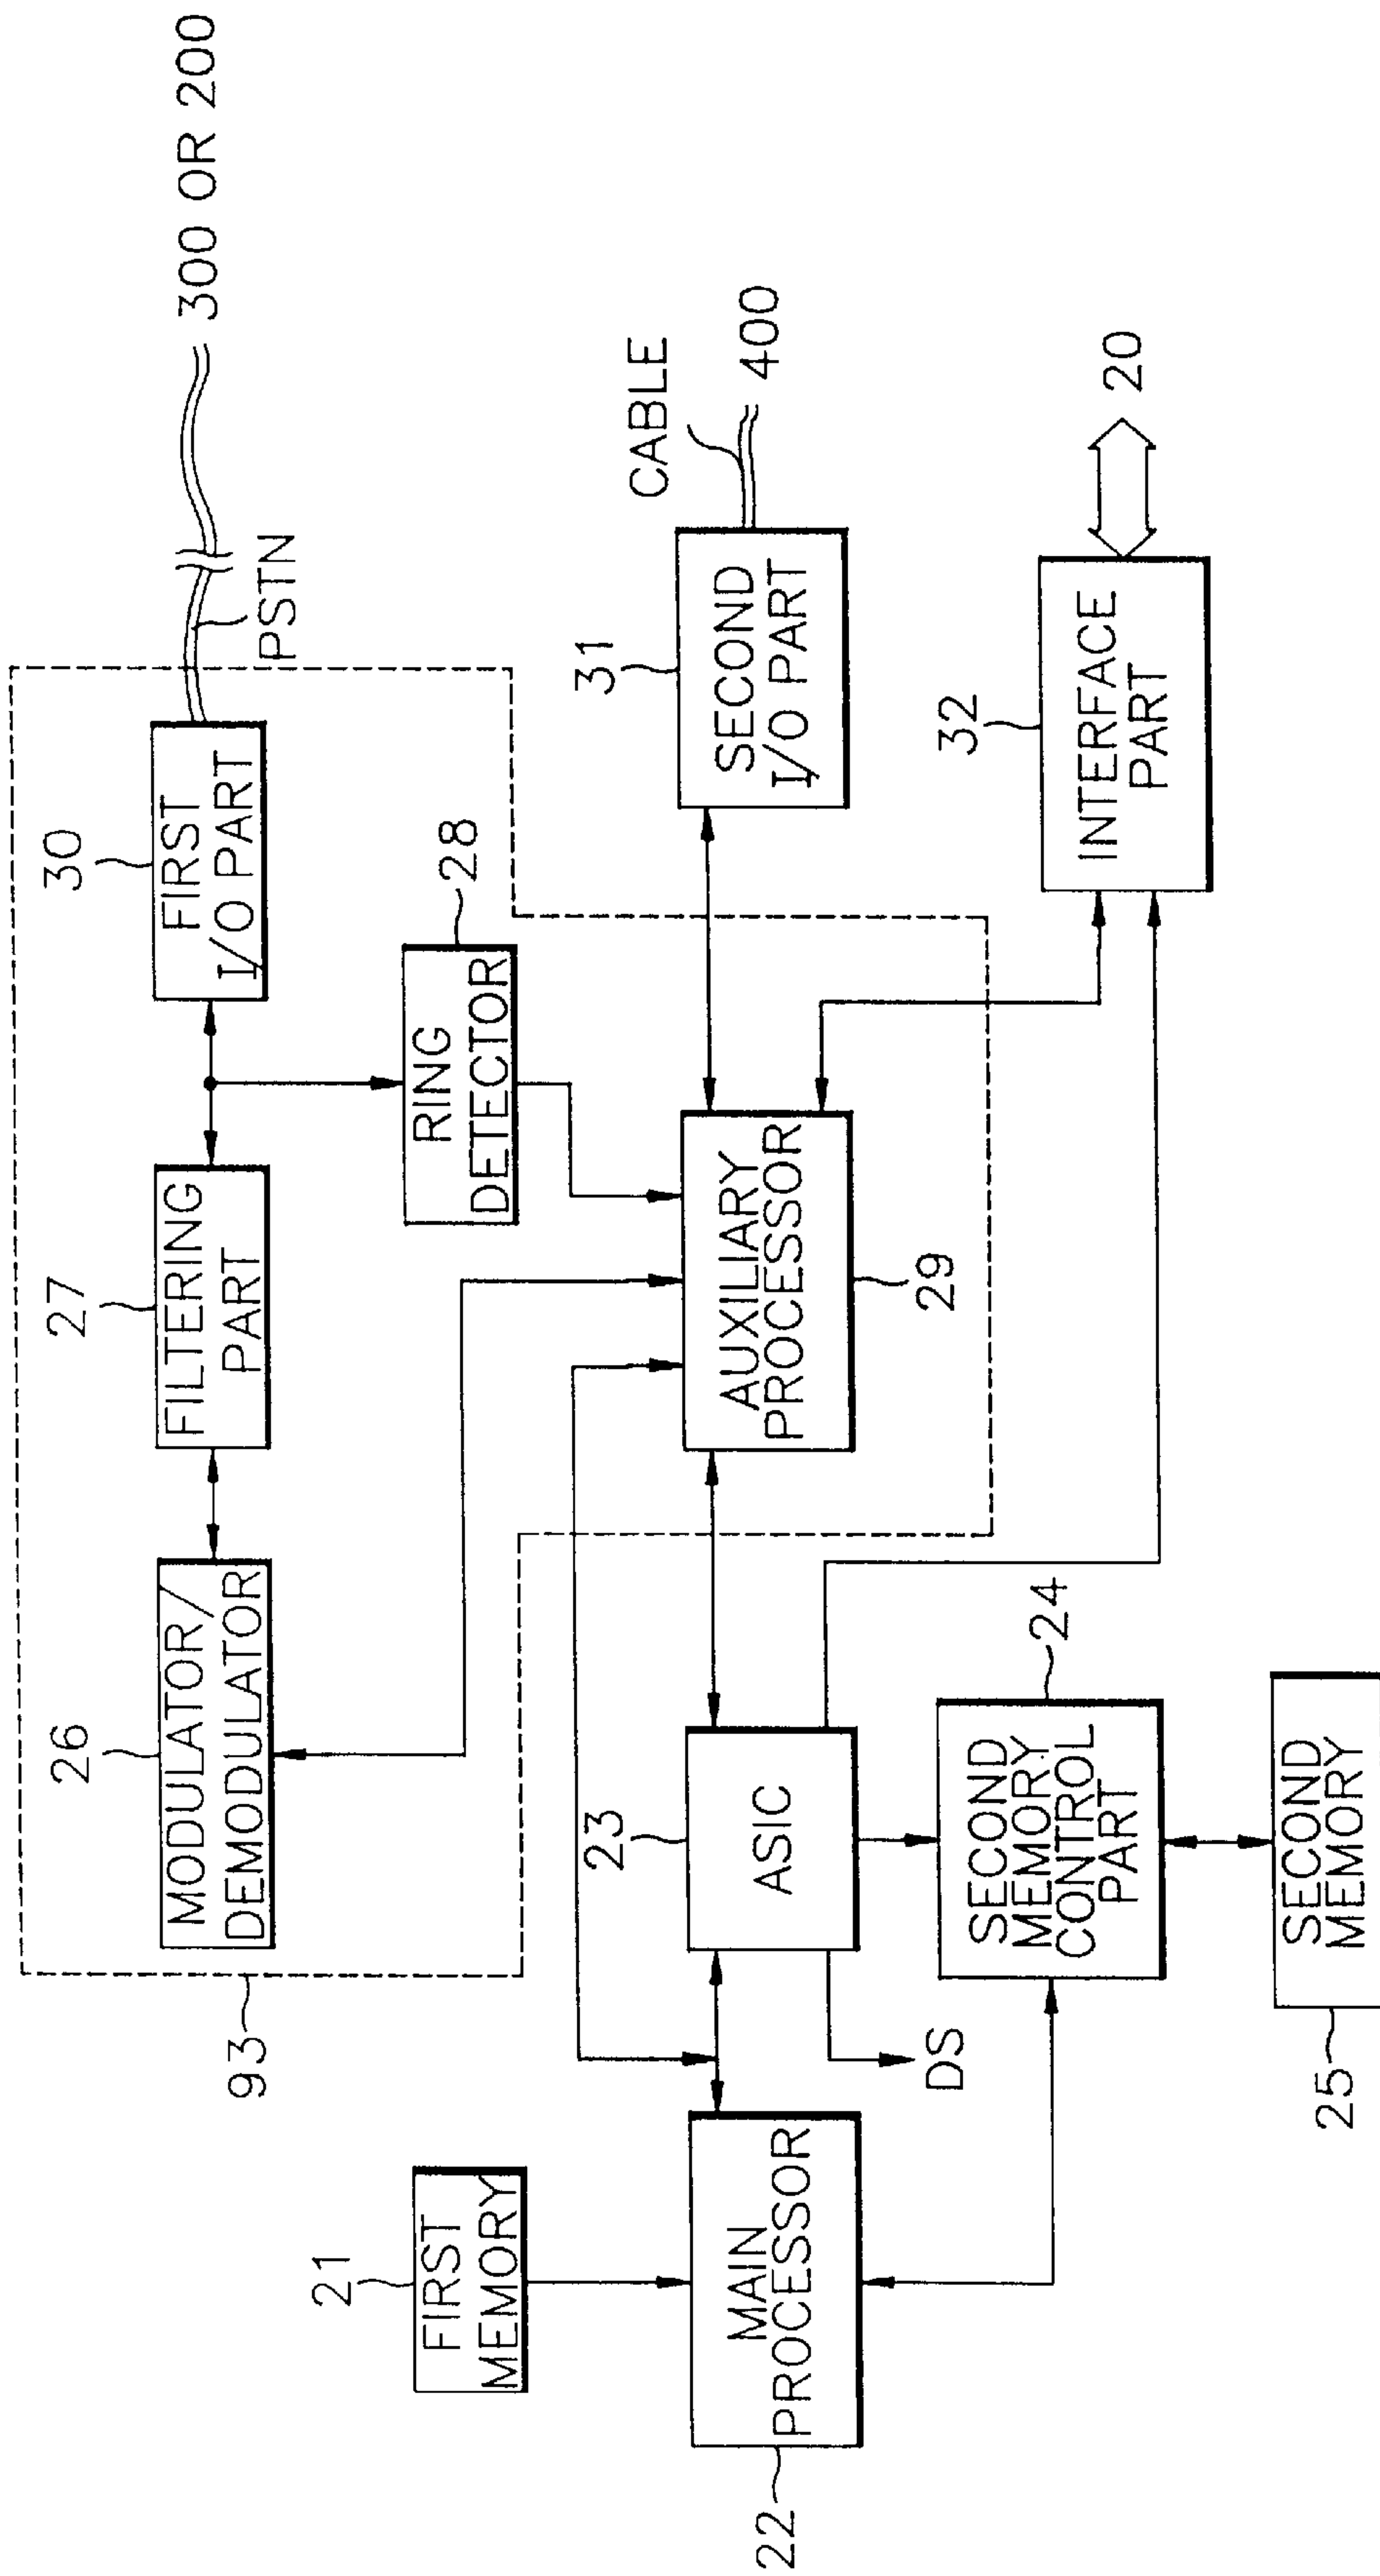 300 OR 200
PSTN
30
FIRST
I/O PART
27
FILTERING
PART
26
MODULATOR/
DEMODULATOR
93
28
RING
DETECTOR
CABLE
400
31
SECOND
I/O PART
AUXILIARY
PROCESSOR
29
20
32
INTERFACE
PART
21
FIRST
MEMORY
22
MAIN
PROCESSOR
23
ASIC
DS
24
SECOND
MEMORY
CONTROL
PART
25
SECOND
MEMORY